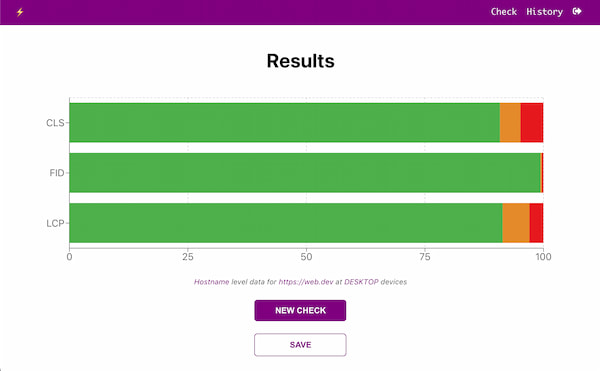 Check History
Results
CLS
FID
LCP
0 25 50 75 100
Hostname level data for https://web.dev at DESKTOP devices
NEW CHECK
SAVE